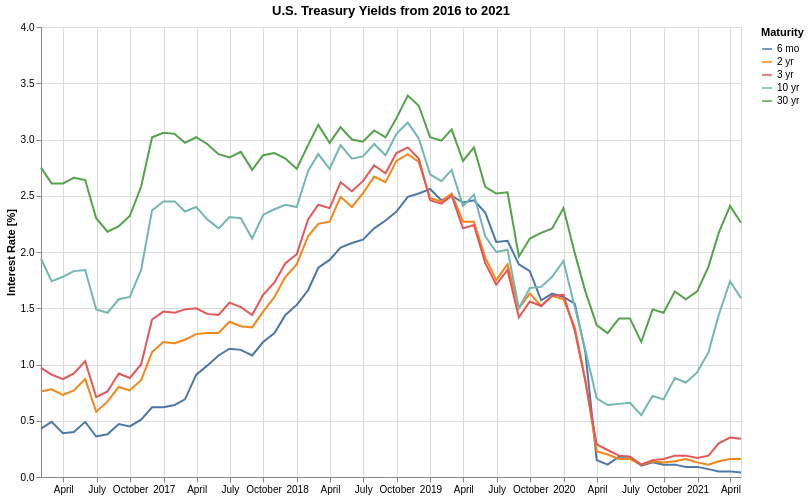 U.S. Treasury Yields from 2016 to 2021
Interest Rate [%]
4.0
3.5
3.0
2.5
2.0
1.5
1.0
0.5
0.0
April July October 2017 April July October 2018 April July October 2019 April July October 2020 April July October 2021 April
Maturity
6 mo
2 yr
3 yr
10 yr
30 yr